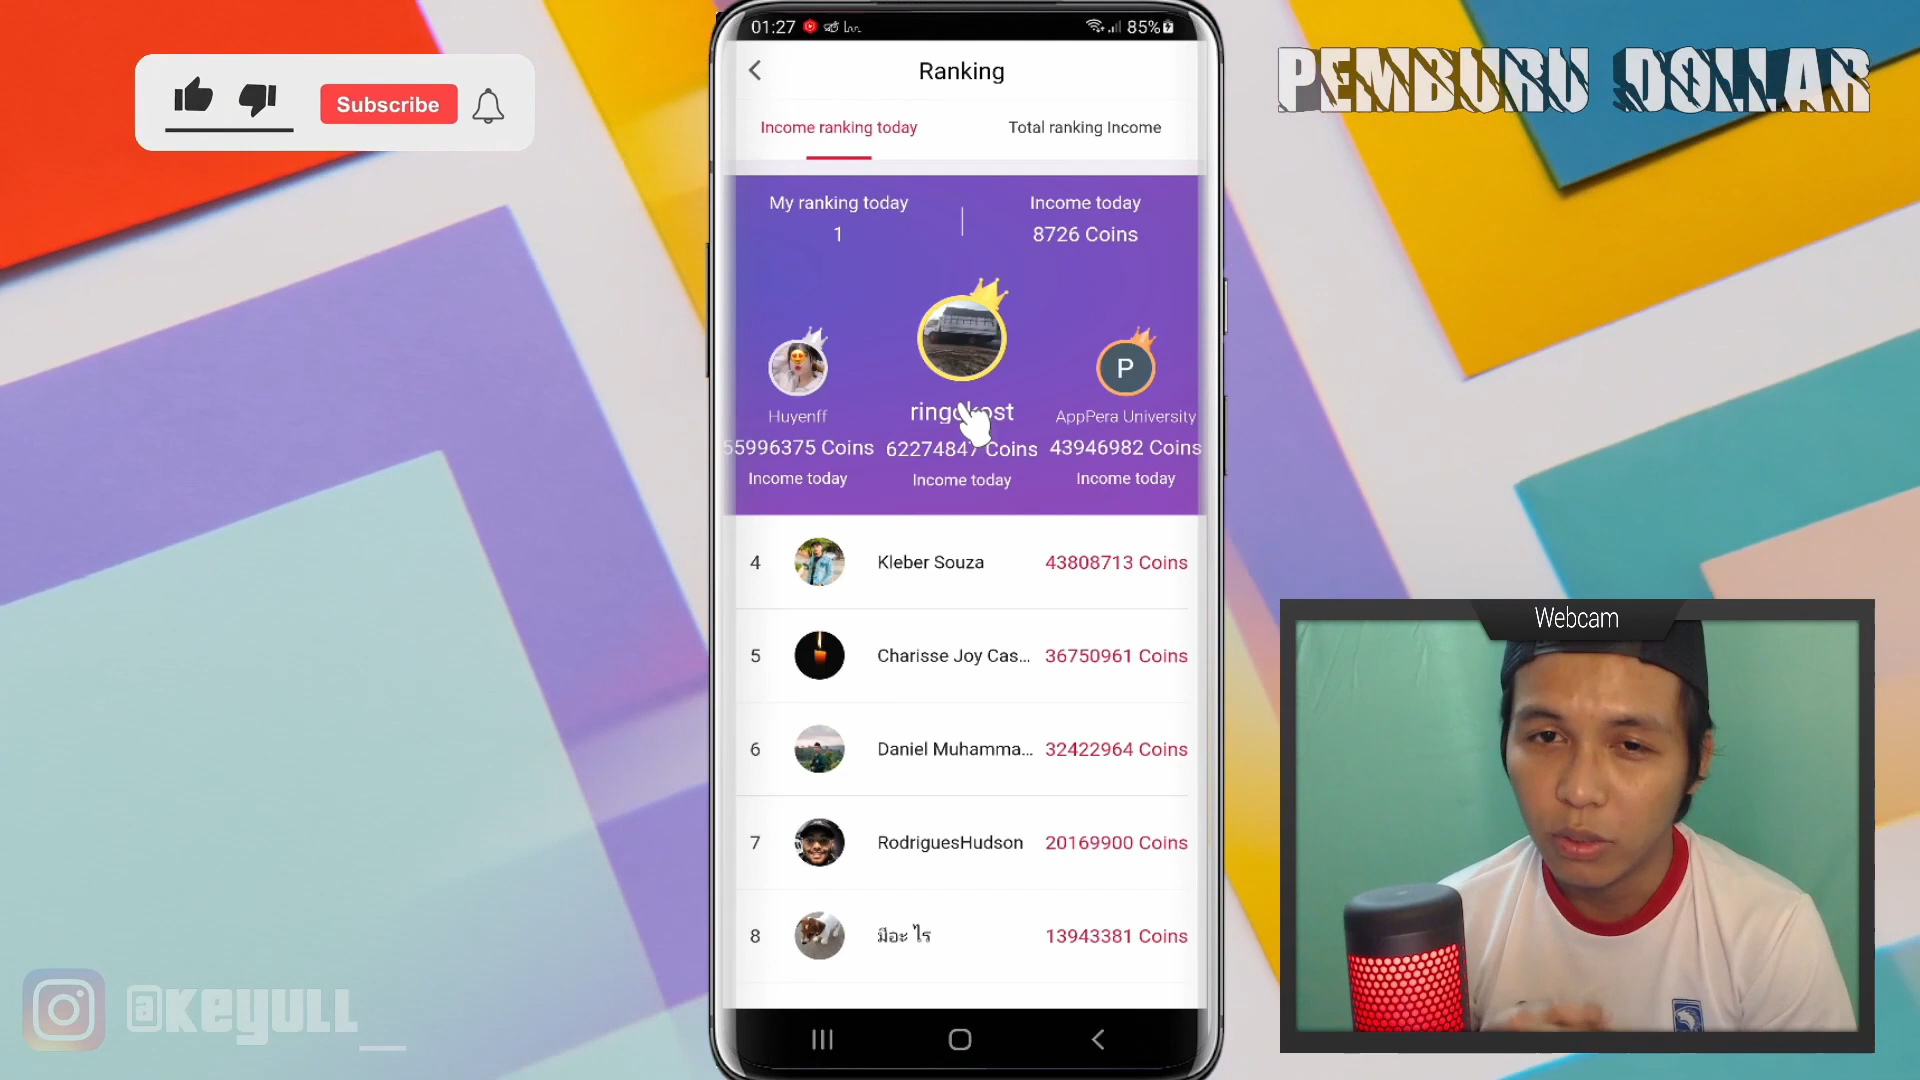 01:27
85%
Ranking
Income ranking today
Total ranking Income
My ranking today
1
Income today
8726 Coins
P
Huyenff
55996375 Coins
Income today
62274847 Coins
Income today
AppPera University
43946982 Coins
Income today
4 Kleber Souza 43808713 Coins
5 Charisse Joy Cas... 36750961 Coins
6 Daniel Muhamma... 32422964 Coins
7 RodriguesHudson 20169900 Coins
8 มีอะไร 13943381 Coins
Subscribe
PEMBURU DOLLAR
Webcam
@keyull__